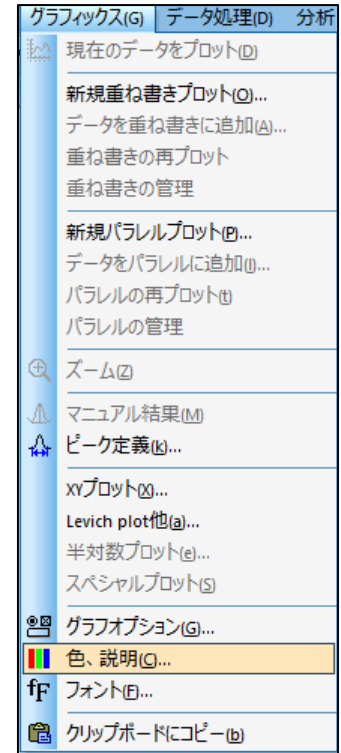 グラフィックス(G) データ処理(D) 分析
現在のデータをプロット(D)
新規重ね書きプロット(O)...
データを重ね書きに追加(A)...
重ね書きの再プロット
重ね書きの管理
新規パラレルプロット(P)...
データをパラレルに追加(I)...
パラレルの再プロット(t)
パラレルの管理
ズーム(Z)
マニュアル結果(M)
ピーク定義(k)...
XYプロット(X)...
Levich plot他(a)...
半対数プロット(e)...
スペシャルプロット(S)
グラフオプション(G)...
色、説明(C)...
フォント(F)...
クリップボードにコピー(b)